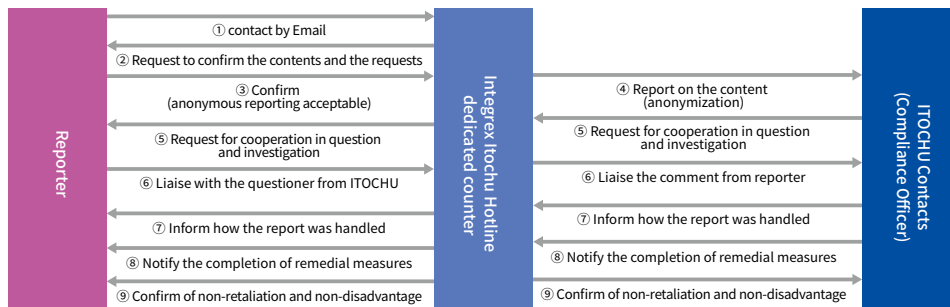 Reporter
① contact by Email
② Request to confirm the contents and the requests
③ Confirm
(anonymous reporting acceptable)
⑤ Request for cooperation in question
and investigation
⑥ Liaise with the questioner from ITOCHU
⑦ Inform how the report was handled
⑧ Notify the completion of remedial measures
⑨ Confirm of non-retaliation and non-disadvantage
Integrex Itochu Hotline
dedicated counter
④ Report on the content
(anonymization)
⑤ Request for cooperation in question
and investigation
⑥ Liaise the comment from reporter
⑦ Inform how the report was handled
⑧ Notify the completion of remedial measures
⑨ Confirm of non-retaliation and non-disadvantage
ITOCHU Contacts
(Compliance Officer)